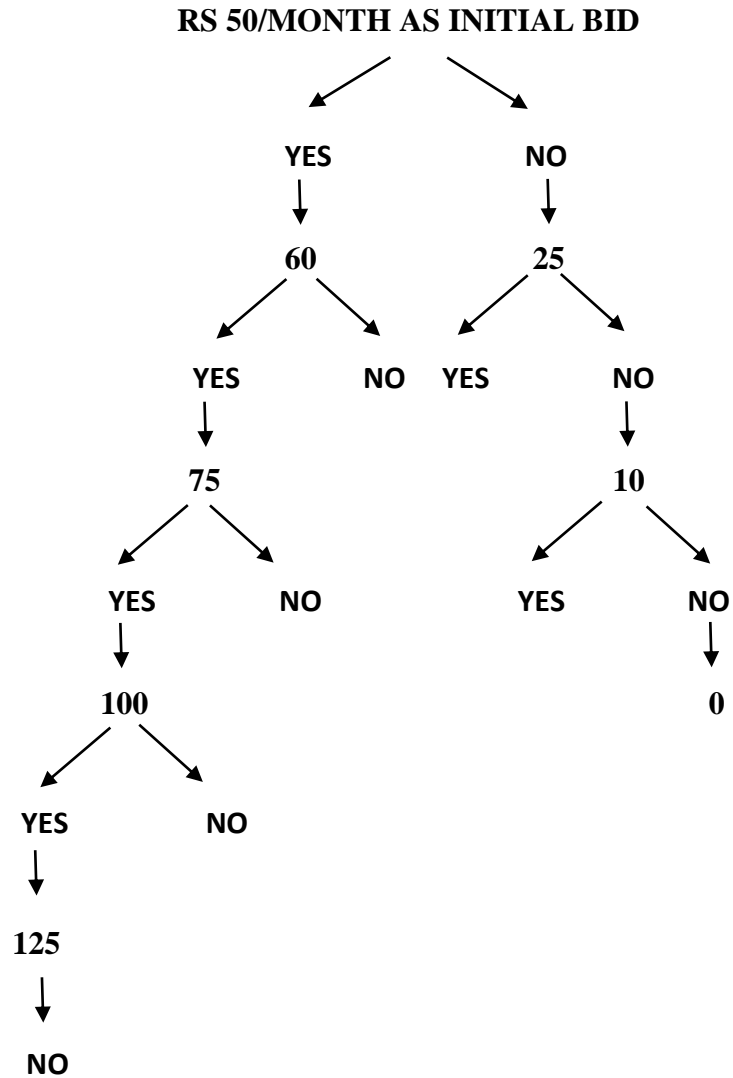 RS 50/MONTH AS INITIAL BID
YES NO
60 25
YES NO YES NO
75 10
YES NO YES NO
100 0
YES NO
125
NO